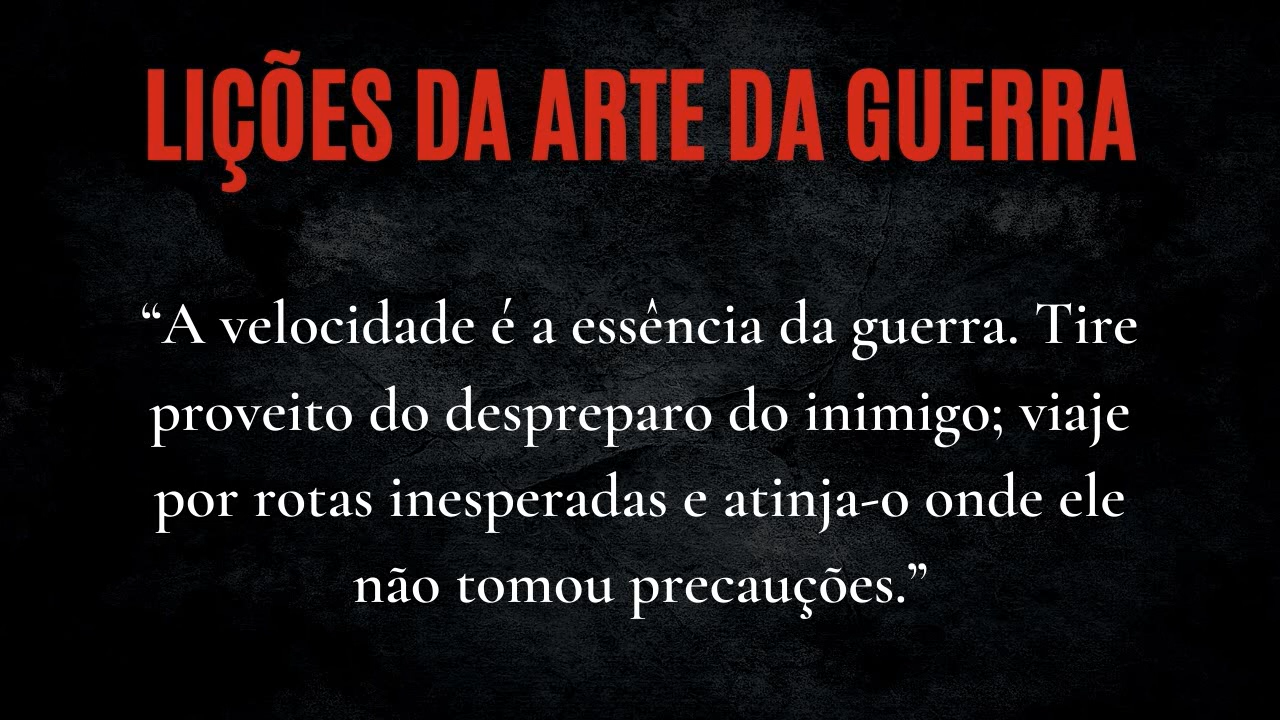 LIÇÕES DA ARTE DA GUERRA
“A velocidade é a essência da guerra. Tire
proveito do despreparo do inimigo; viaje
por rotas inesperadas e atinja-o onde ele
não tomou precauções.”